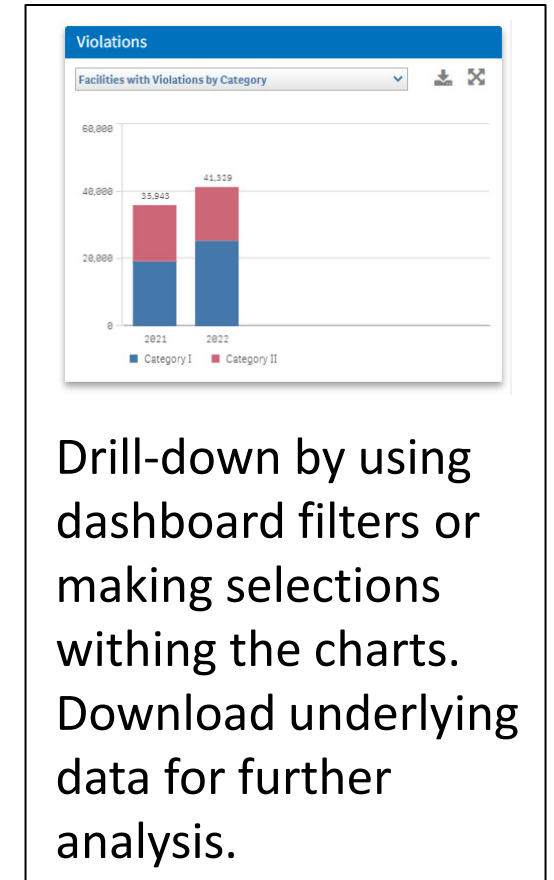 Violations
Facilities with Violations by Category
60,000
40,000
20,000
0
35,943
41,329
2021 2022
Category I Category II
Drill-down by using
dashboard filters or
making selections
withing the charts.
Download underlying
data for further
analysis.